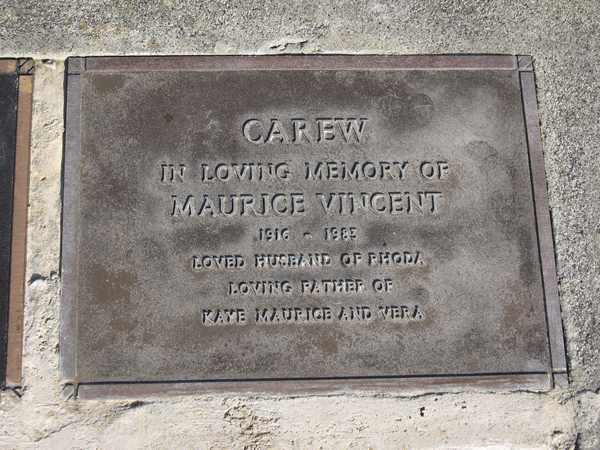 CAREW
IN LOVING MEMORY OF
MAURICE VINCENT
1916 - 1983
LOVED HUSBAND OF RHODA
LOVING FATHER OF
KAYE MAURICE AND VERA